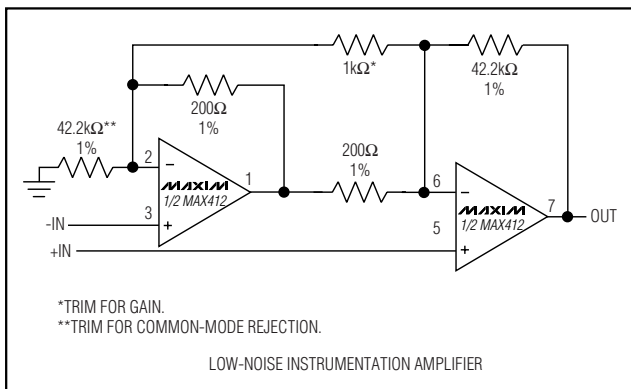 1kΩ*
42.2kΩ
1%
200Ω
1%
42.2kΩ**
1%
200Ω
1%
2
1
3
-
+
MAXIM
1/2 MAX412
-IN
+IN
6
5
7
-
+
MAXIM
1/2 MAX412
OUT
*TRIM FOR GAIN.
**TRIM FOR COMMON-MODE REJECTION.
LOW-NOISE INSTRUMENTATION AMPLIFIER